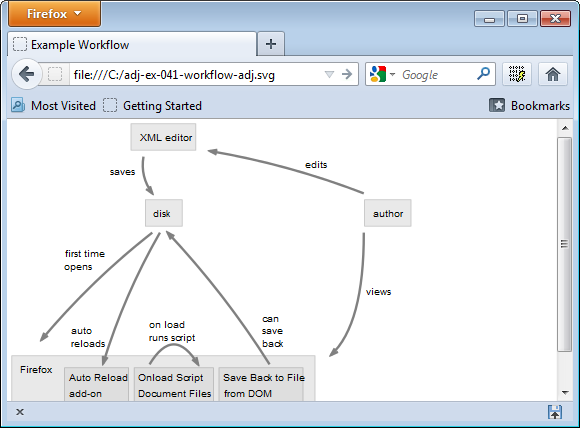 Firefox
Example Workflow
file:///C:/adj-ex-041-workflow-adj.svg
Google
Most Visited
Getting Started
Bookmarks
XML editor
saves
edits
disk
author
first time
opens
views
auto
reloads
on load
runs script
can
save
back
Firefox
Auto Reload
add-on
Onload Script
Document Files
Save Back to File
from DOM